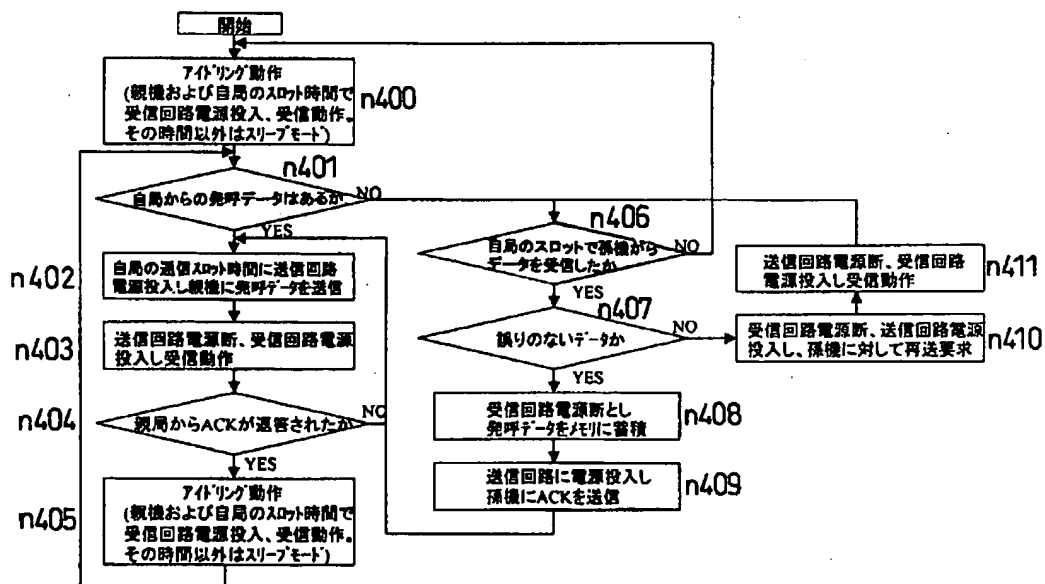 開始
アイドリング動作
(親機および自局のスロット時間で
受信回路電源投入、受信動作。
その時間以外はスリープモード)
n400
n401
自局からの発呼データはあるか
NO
YES
n402
自局の通信スロット時間に送信回路
電源投入し親機に発呼データを送信
n403
送信回路電源断、受信回路電源
投入し受信動作
n404
親局からACKが返答されたか
NO
YES
n405
アイドリング動作
(親機および自局のスロット時間で
受信回路電源投入、受信動作。
その時間以外はスリープモード)
n406
自局のスロットで孫機がら
データを受信したか
NO
YES
n407
誤りのないデータか
NO
YES
n408
受信回路電源断とし
発呼データをメモリに蓄積
n409
送信回路に電源投入し
孫機にACKを送信
n411
送信回路電源断、受信回路
電源投入し受信動作
n410
受信回路電源断、送信回路電源
投入し、孫機に対して再送要求